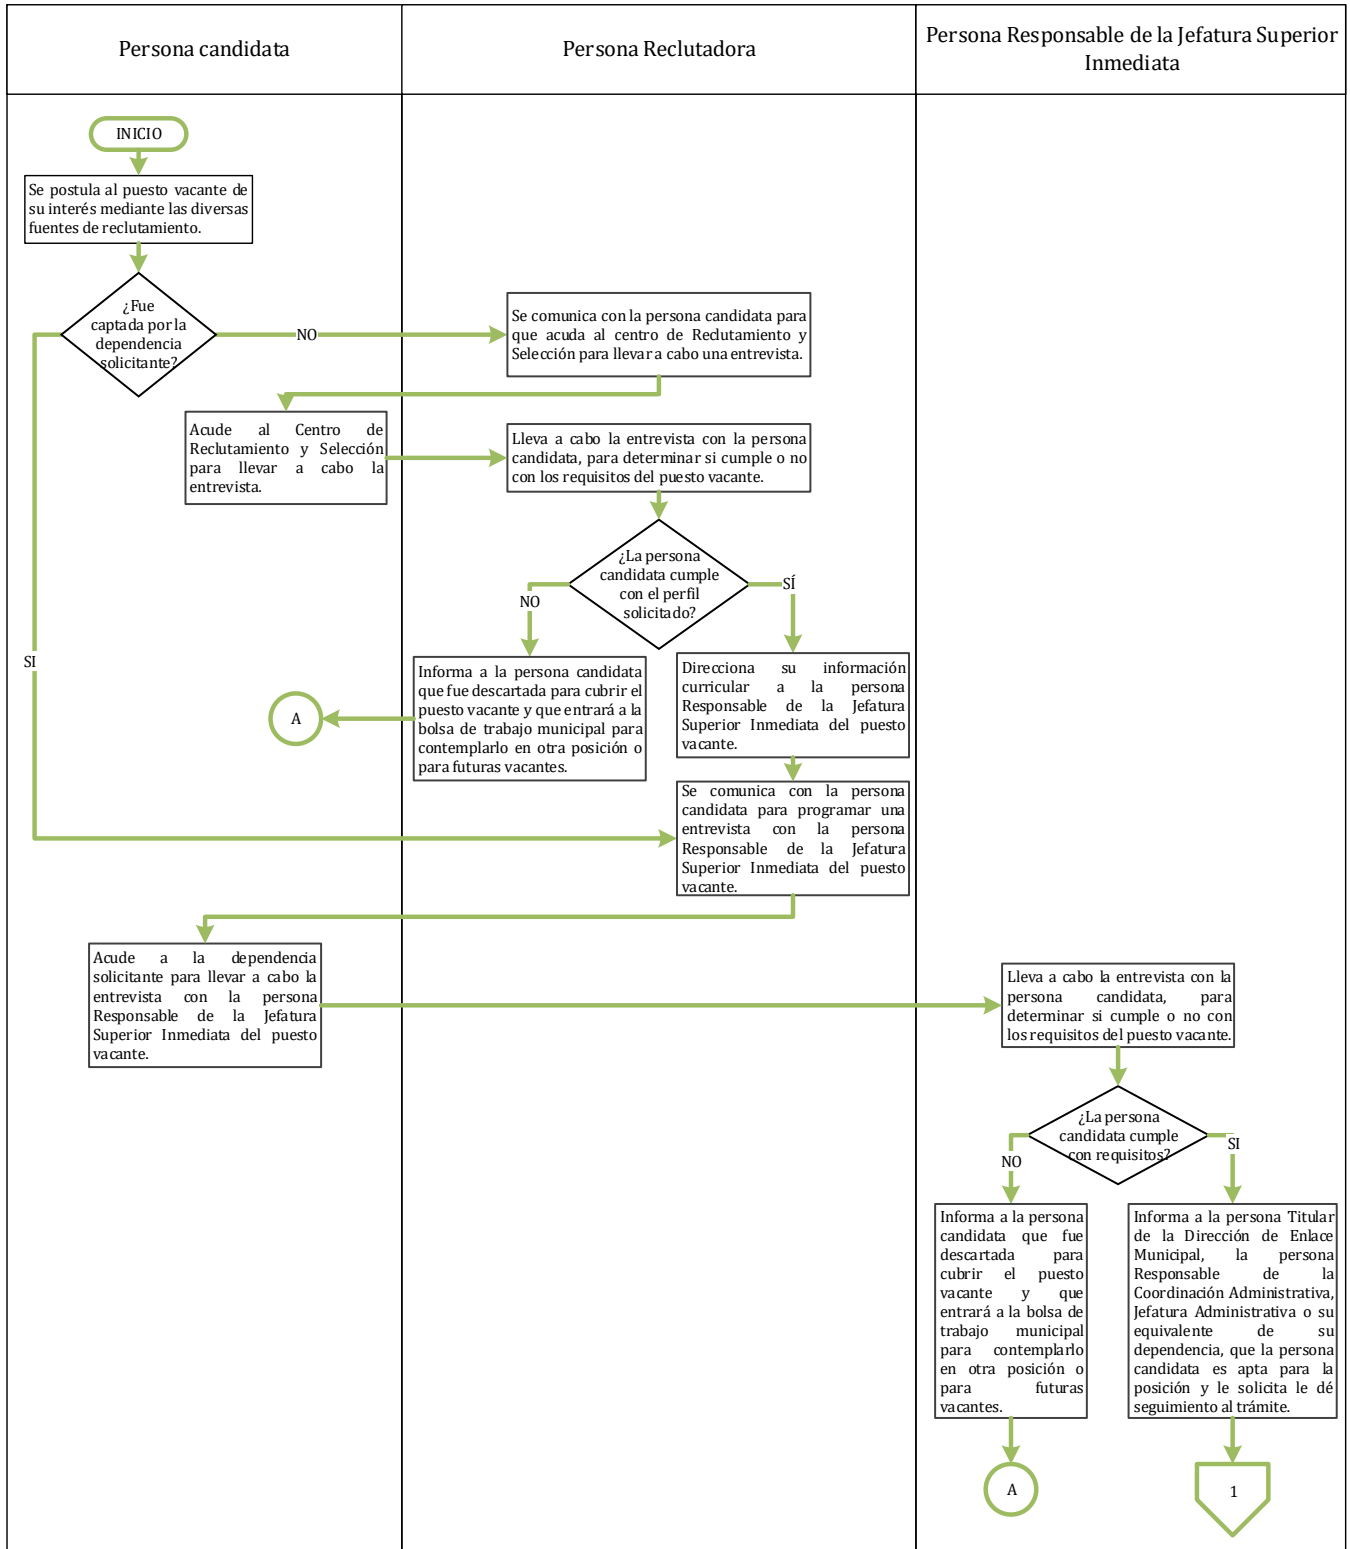 Persona candidata
Persona Reclutadora
Persona Responsable de la Jefatura Superior
Inmediata
INICIO
Se postula al puesto vacante de
su interés mediante las diversas
fuentes de reclutamiento.
¿Fue
captada por la
dependencia
solicitante?
NO
Se comunica con la persona candidata para
que acuda al centro de Reclutamiento y
Selección para llevar a cabo una entrevista.
Acude al Centro de
Reclutamiento y Selección
para llevar a cabo la
entrevista.
Lleva a cabo la entrevista con la persona
candidata, para determinar si cumple o no
con los requisitos del puesto vacante.
¿La persona
candidata cumple
con el perfil
solicitado?
NO
SÍ
SI
Informa a la persona candidata
que fue descartada para cubrir el
puesto vacante y que entrará a la
bolsa de trabajo municipal para
contemplarlo en otra posición o
para futuras vacantes.
A
Direcciona su información
curricular a la persona
Responsable de la Jefatura
Superior Inmediata del puesto
vacante.
Se comunica con la persona
candidata para programar una
entrevista con la persona
Responsable de la Jefatura
Superior Inmediata del puesto
vacante.
Acude a la dependencia
solicitante para llevar a cabo la
entrevista con la persona
Responsable de la Jefatura
Superior Inmediata del puesto
vacante.
Lleva a cabo la entrevista con la
persona candidata, para
determinar si cumple o no con
los requisitos del puesto vacante.
¿La persona
candidata cumple
con requisitos?
NO
SI
Informa a la persona
candidata que fue
descartada para
cubrir el puesto
vacante y que
entrará a la bolsa de
trabajo municipal
para contemplarlo
en otra posición o
para futuras
vacantes.
Informa a la persona Titular
de la Dirección de Enlace
Municipal, la persona
Responsable de la
Coordinación Administrativa,
Jefatura Administrativa o su
equivalente de su
dependencia, que la persona
candidata es apta para la
posición y le solicita le dé
seguimiento al trámite.
A
1